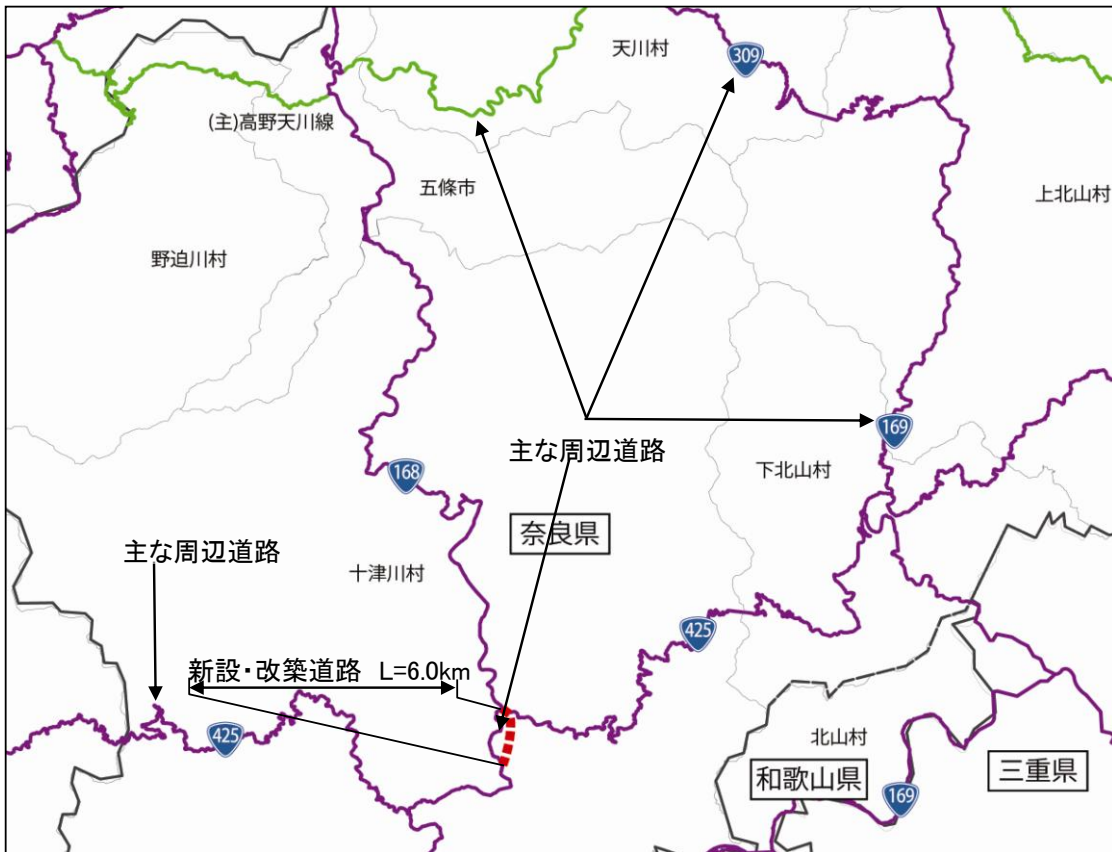 天川村
309
(主)高野天川線
五條市
上北山村
野迫川村
169
主な周辺道路
168
下北山村
奈良県
主な周辺道路
十津川村
425
新設・改築道路 L=6.0km
425
北山村
三重県
和歌山県
169